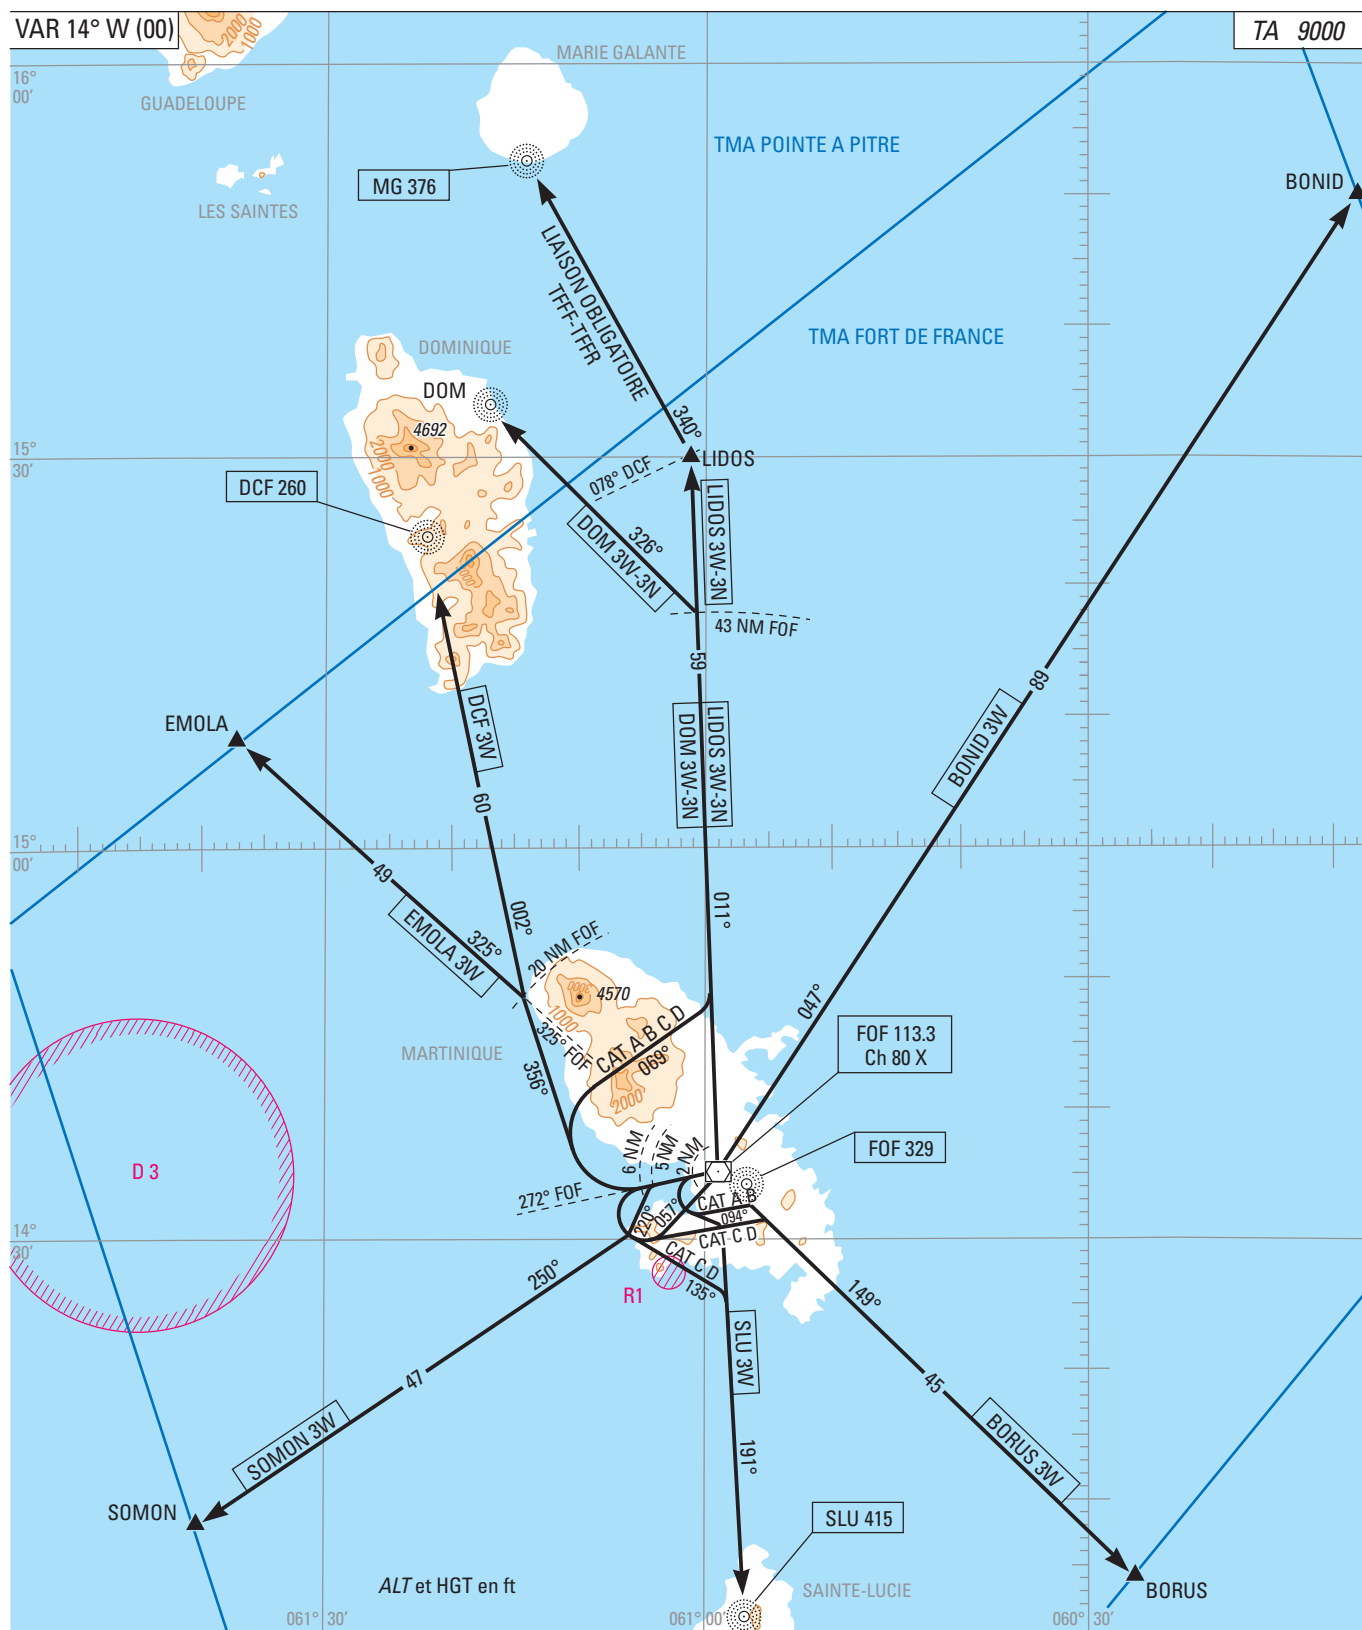 VAR 14° W (00)
TA 9000
2000
1000
MARIE GALANTE
16°
00'
GUADELOUPE
TMA POINTE A PITRE
MG 376
BONID
LES SAINTES
LIAISON OBLIGATOIRE
TFFF-TFFR
TMA FORT DE FRANCE
DOMINIQUE
DOM
4692
340°
15°
30'
2000
1000
LIDOS
078° DCF
DCF 260
LIDOS 3W-3N
326°
DOM 3W-3N
43 NM FOF
59
89
DCF 3W
EMOLA
DOM 3W-3N
LIDOS 3W-3N
BONID 3W
60
15°
00'
49
011°
002°
325°
EMOLA 3W
20 NM FOF
3000
4570
1000
047°
CAT A B C D
069°
325° FOF
MARTINIQUE
356°
2000
FOF 113.3
Ch 80 X
FOF 329
D 3
6 NM
5 NM
2 NM
272° FOF
220°
057°
CAT A B
094°
CAT C D
14°
30'
CAT C D
135°
250°
R1
149°
SLU 3W
47
45
SOMON 3W
BORUS 3W
191°
SOMON
SLU 415
ALT et HGT en ft
SAINTE-LUCIE
BORUS
061° 30'
061° 00'
060° 30'